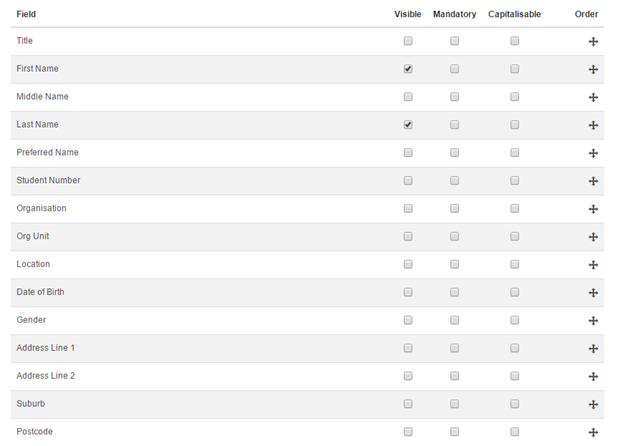 Field Visible Mandatory Capitalisable Order
Title
First Name
Middle Name
Last Name
Preferred Name
Student Number
Organisation
Org Unit
Location
Date of Birth
Gender
Address Line 1
Address Line 2
Suburb
Postcode